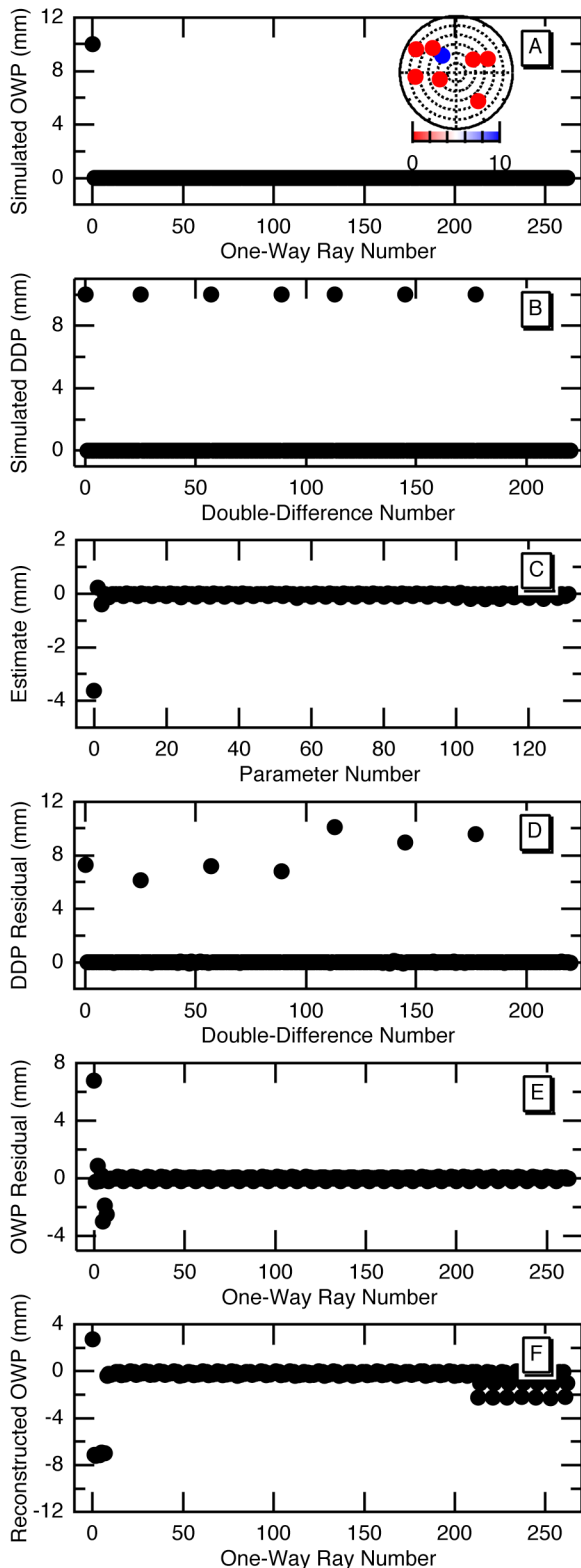 12
8
4
0
Simulated OWP (mm)
A
0 10
0 50 100 150 200 250
One-Way Ray Number
8
4
0
Simulated DDP (mm)
B
0 50 100 150 200
Double-Difference Number
2
0
-2
-4
Estimate (mm)
C
0 20 40 60 80 100 120
Parameter Number
12
8
4
0
DDP Residual (mm)
D
0 50 100 150 200
Double-Difference Number
8
4
0
-4
OWP Residual (mm)
E
0 50 100 150 200 250
One-Way Ray Number
4
0
-4
-8
-12
Reconstructed OWP (mm)
F
0 50 100 150 200 250
One-Way Ray Number